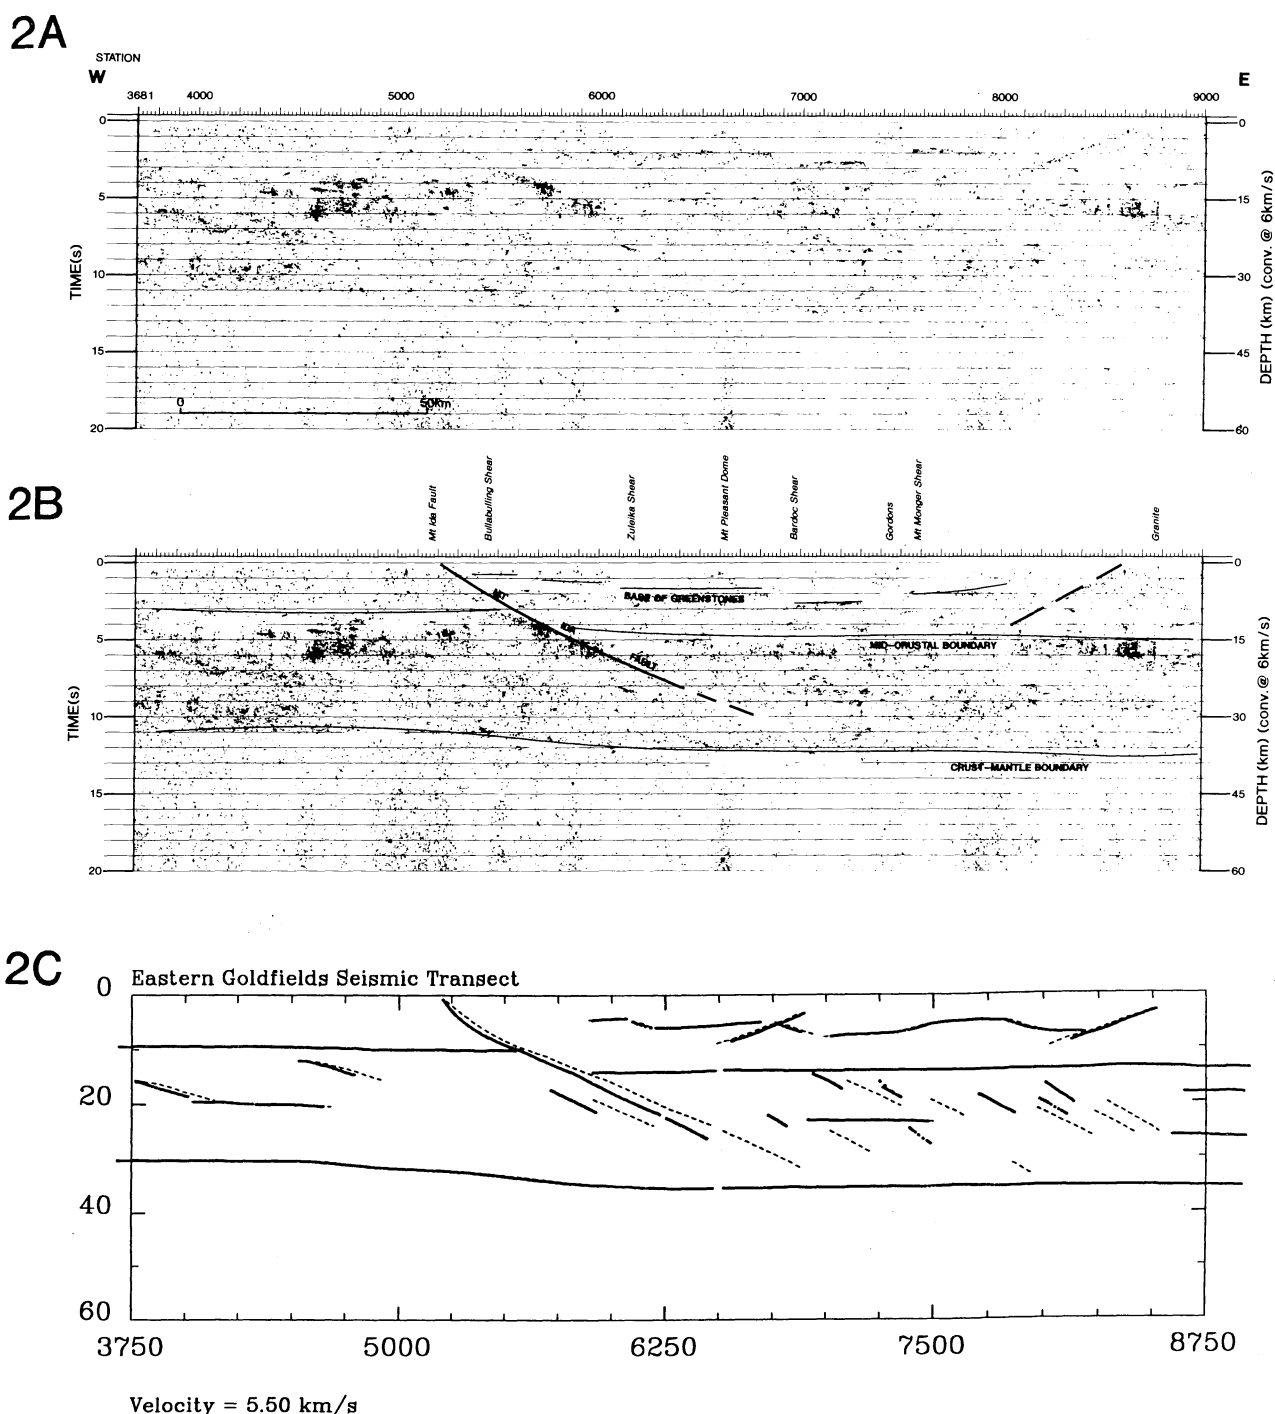 2A
STATION
W
E
3681 4000 5000 6000 7000 8000 9000
0 0
5 15
10 30
15 45
20 60
TIME(s)
DEPTH (km) (conv. @ 6km/s)
0 50km
2B
Mt Ida Fault
Bullabulling Shear
Zuleika Shear
Mt Pleasant Dome
Bardoc Shear
Gordons
Mt Monger Shear
Granite
0 0
5 15
10 30
15 45
20 60
TIME(s)
DEPTH (km) (conv. @ 6km/s)
MT
IDA
FAULT
BASE OF GREENSTONES
MID-CRUSTAL BOUNDARY
CRUST-MANTLE BOUNDARY
2C
Eastern Goldfields Seismic Transect
0
20
40
60
3750 5000 6250 7500 8750
Velocity = 5.50 km/s